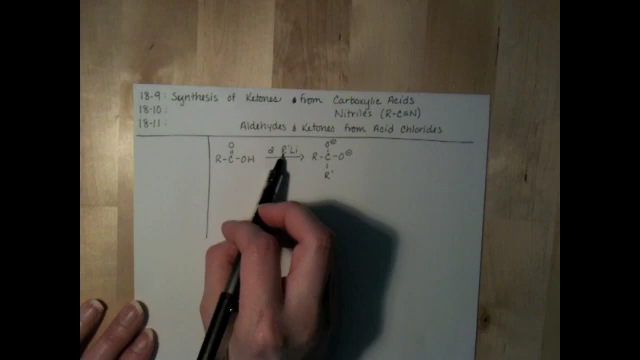 18-9: Synthesis of Ketones from Carboxylic Acids
18-10: Nitriles (R-C≡N)
18-11: Aldehydes & Ketones from Acid Chlorides
O O⊖
R-C-OH 2 R'Li → R-C-O⊖
R'